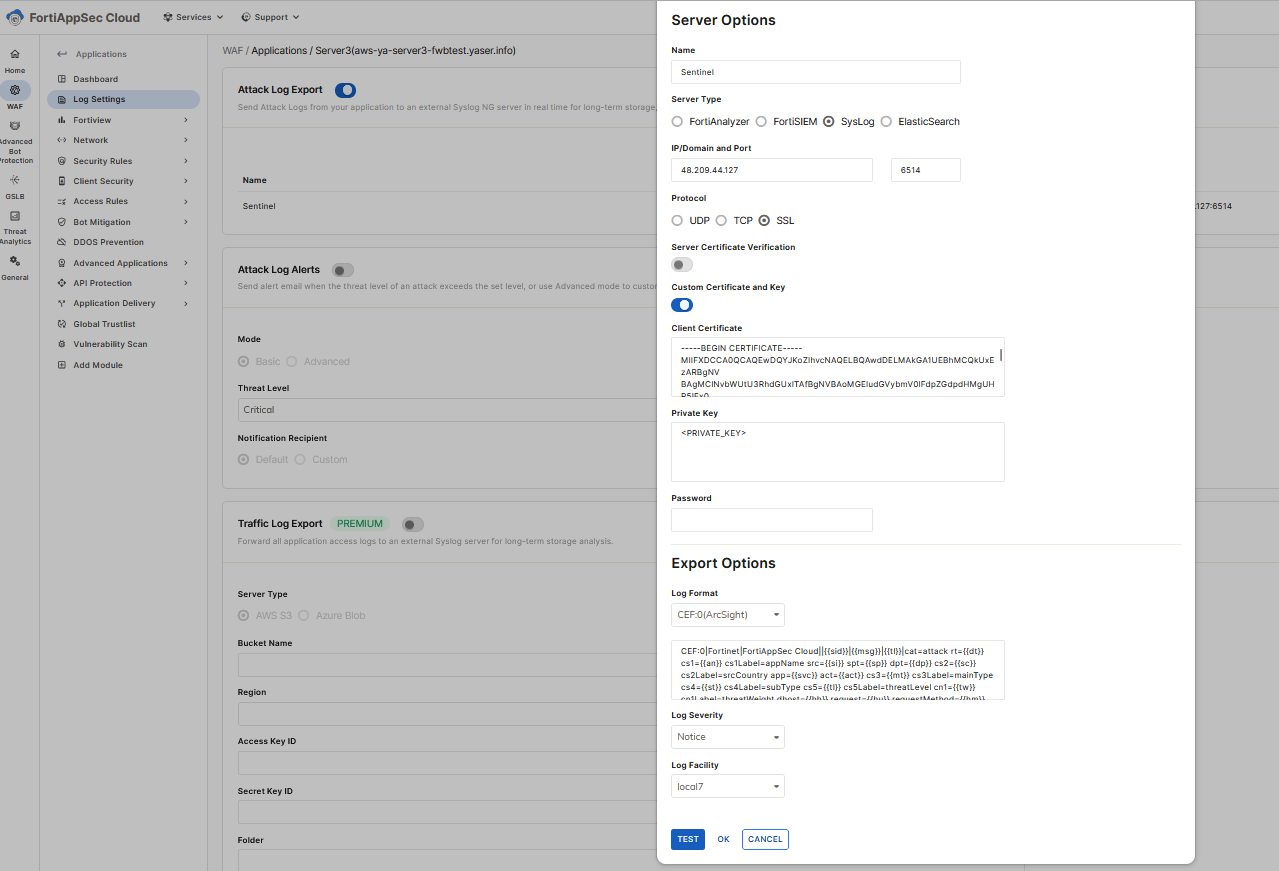 FortiAppSec Cloud
Services
Support
Home
WAF
Advanced
Bot
Protection
GSLB
Threat
Analytics
General
Applications
Dashboard
Log Settings
Fortiview
Network
Security Rules
Client Security
Access Rules
Bot Mitigation
DDOS Prevention
Advanced Applications
API Protection
Application Delivery
Global Trustlist
Vulnerability Scan
Add Module
WAF / Applications / Server3(aws-ya-server3-fwbtest.yaser.info)
Attack Log Export
Send Attack Logs from your application to an external Syslog NG server in real time for long-term storage
Name
Sentinel
.127:6514
Attack Log Alerts
Send alert email when the threat level of an attack exceeds the set level, or use Advanced mode to custom
Mode
Basic Advanced
Threat Level
Critical
Notification Recipient
Default Custom
Traffic Log Export PREMIUM
Forward all application access logs to an external Syslog server for long-term storage analysis.
Server Type
AWS S3 Azure Blob
Bucket Name
Region
Access Key ID
Secret Key ID
Folder
Server Options
Name
Sentinel
Server Type
FortiAnalyzer FortiSIEM SysLog ElasticSearch
IP/Domain and Port
48.209.44.127 6514
Protocol
UDP TCP SSL
Server Certificate Verification
Custom Certificate and Key
Client Certificate
-----BEGIN CERTIFICATE-----
MIIFXDCCA0QCAQEwDQYJKoZIhvcNAQELBQAwdDELMAkGA1UEBhMCQkUxE
zARBgNV
BAgMClNvbWUtU3RhdGUxITAfBgNVBAoMGEludGVybmV0IFdpZGdpdHMgUH
Private Key
<PRIVATE_KEY>
Password
Export Options
Log Format
CEF:0(ArcSight)
CEF:0|Fortinet|FortiAppSec Cloud||{{sid}}|{{msg}}|{{tl}}|cat=attack rt={{dt}}
cs1={{an}} cs1Label=appName src={{si}} spt={{sp}} dpt={{dp}} cs2={{sc}}
cs2Label=srcCountry app={{svc}} act={{act}} cs3={{mt}} cs3Label=mainType
cs4={{st}} cs4Label=subType cs5={{tl}} cs5Label=threatLevel cn1={{tw}}
cn1Label=threatWeight dhost={{hh}} request={{hu}} requestMethod={{hm}}
Log Severity
Notice
Log Facility
local7
TEST OK CANCEL